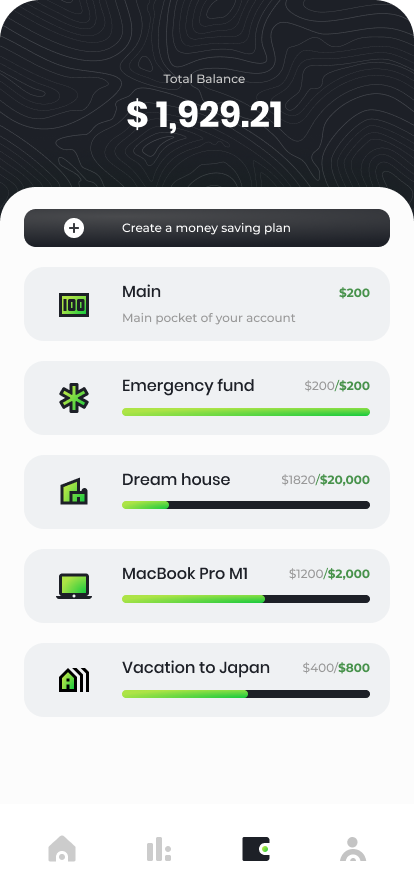 Total Balance
$ 1,929.21
Create a money saving plan
Main $200
Main pocket of your account
Emergency fund $200/$200
Dream house $1820/$20,000
MacBook Pro M1 $1200/$2,000
Vacation to Japan $400/$800